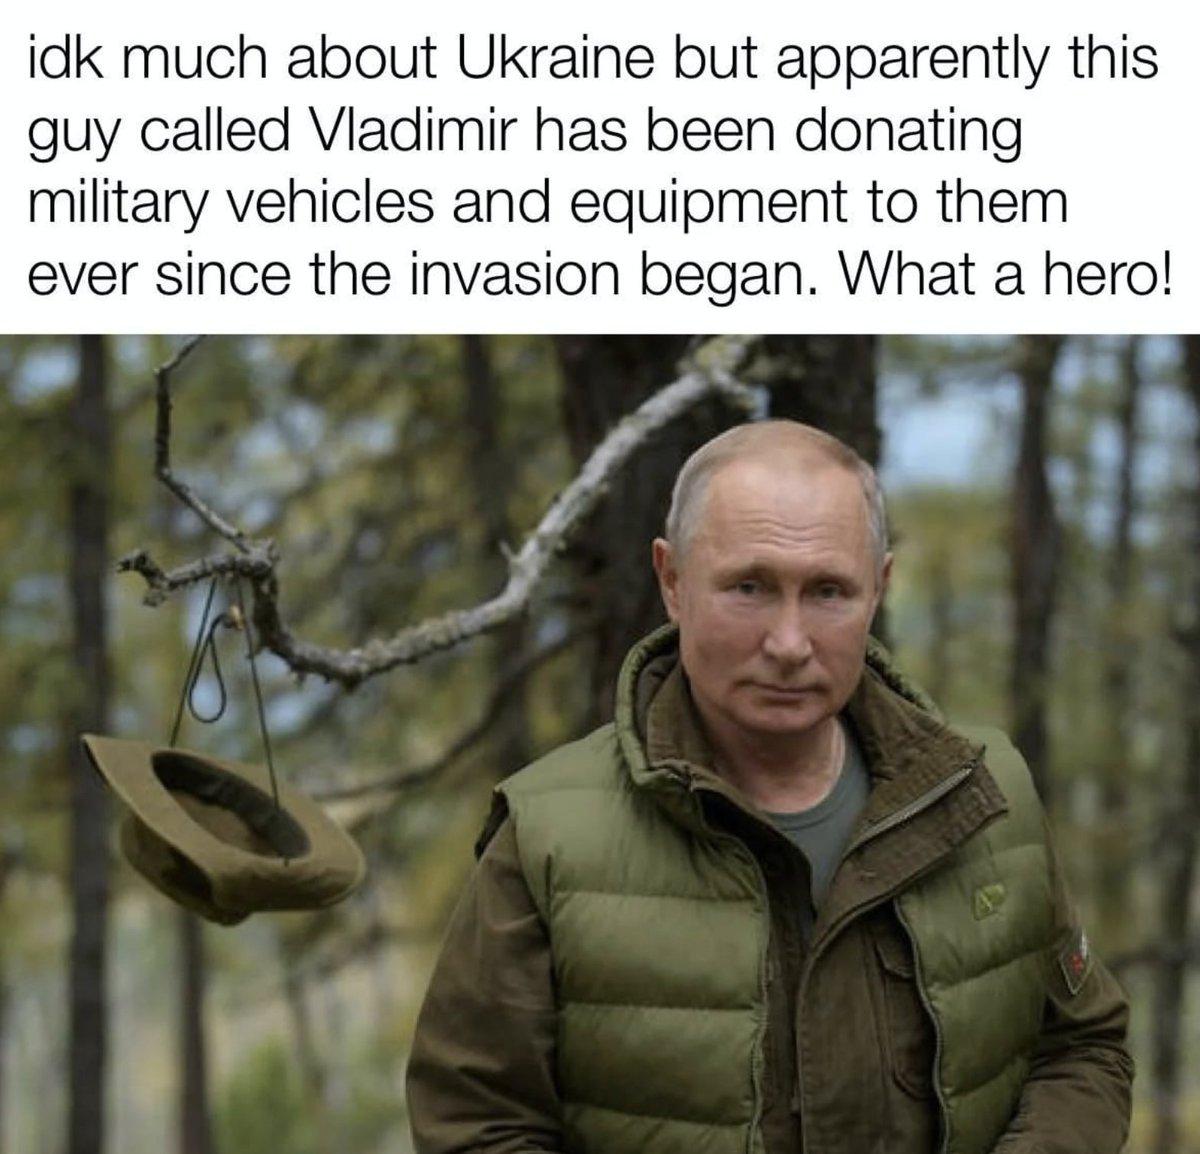 idk much about Ukraine but apparently this
guy called Vladimir has been donating
military vehicles and equipment to them
ever since the invasion began. What a hero!